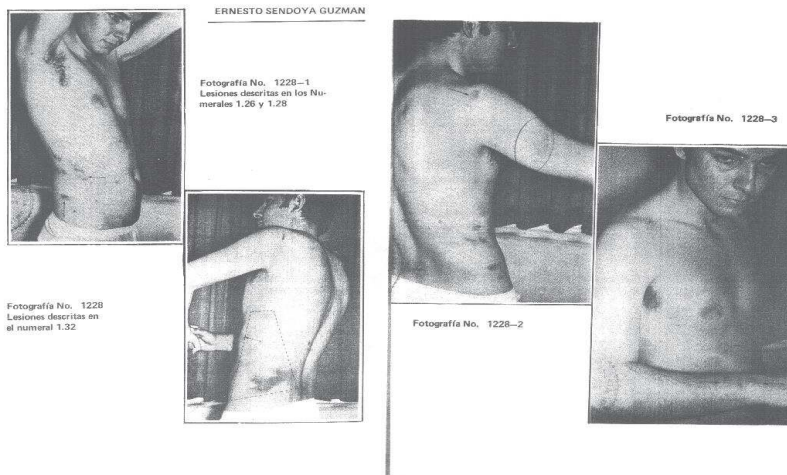 ERNESTO SENDOYA GUZMAN
Fotografía No. 1228—1
Lesiones descritas en los Nu-
merales 1.26 y 1.28
Fotografía No. 1228
Lesiones descritas en
el numeral 1.32
Fotografía No. 1228—2
Fotografía No. 1228—3